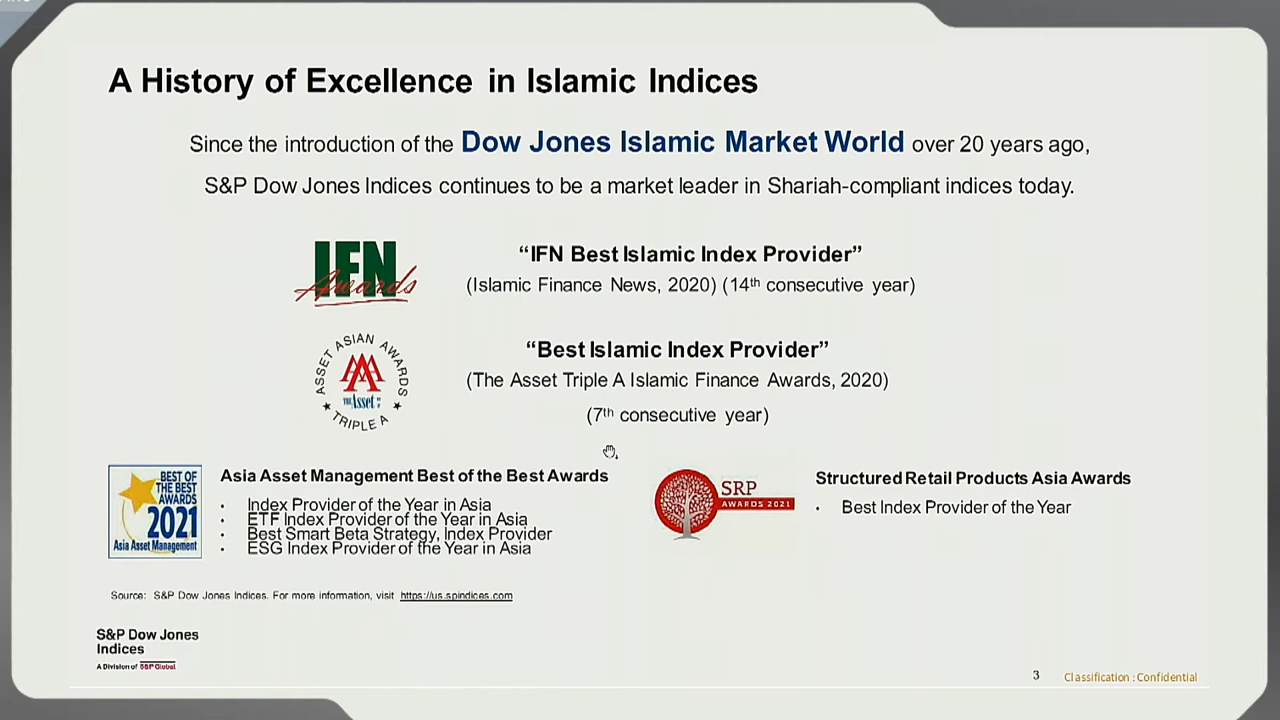 A History of Excellence in Islamic Indices
Since the introduction of the Dow Jones Islamic Market World over 20 years ago,
S&P Dow Jones Indices continues to be a market leader in Shariah-compliant indices today.
IFN
Awards
“IFN Best Islamic Index Provider”
(Islamic Finance News, 2020) (14th consecutive year)
ASSET ASIAN AWARDS
AAA
THE Asset
TRIPLE A
“Best Islamic Index Provider”
(The Asset Triple A Islamic Finance Awards, 2020)
(7th consecutive year)
BEST OF
THE BEST
AWARDS
2021
Asia Asset Management
Asia Asset Management Best of the Best Awards
• Index Provider of the Year in Asia
• ETF Index Provider of the Year in Asia
• Best Smart Beta Strategy, Index Provider
• ESG Index Provider of the Year in Asia
SRP
AWARDS 2021
Structured Retail Products Asia Awards
• Best Index Provider of the Year
Source: S&P Dow Jones Indices. For more information, visit https://us.spindices.com
S&P Dow Jones
Indices
A Division of S&P Global
3
Classification : Confidential